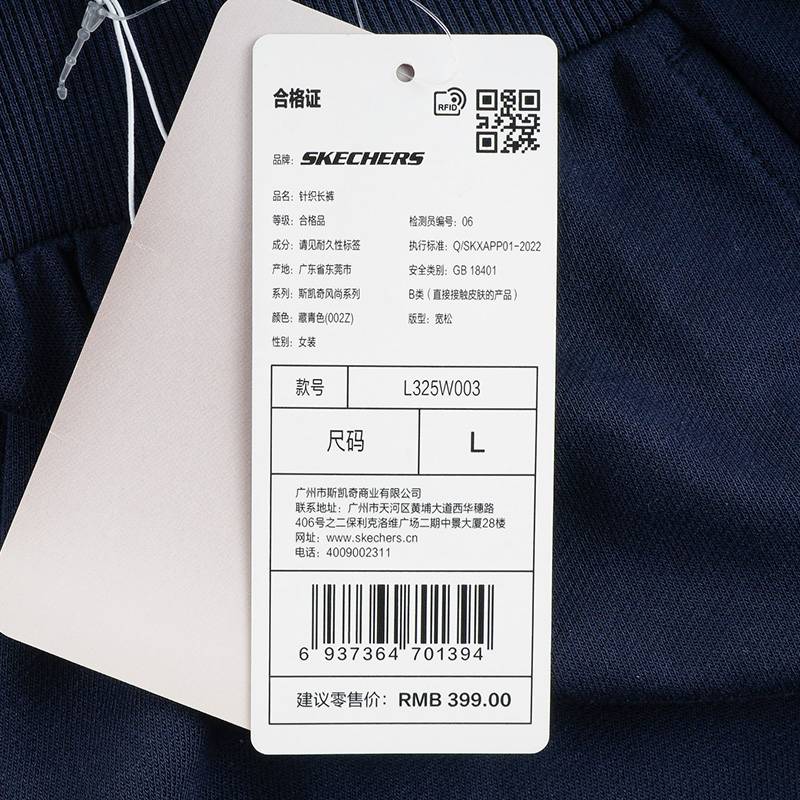 合格证
RFID
品牌: SKECHERS
品名: 针织长裤
等级: 合格品 检测员编号: 06
成分: 请见耐久性标签 执行标准: Q/SKXAPP01-2022
产地: 广东省东莞市 安全类别: GB 18401
系列: 斯凯奇风尚系列 B类（直接接触皮肤的产品）
颜色: 藏青色(002Z) 版型: 宽松
性别: 女装
款号 L325W003
尺码 L
广州市斯凯奇商业有限公司
联系地址: 广州市天河区黄埔大道西华穗路
406号之二保利克洛维广场二期中景大厦28楼
网址: www.skechers.cn
电话: 4009002311
6 937364 701394
建议零售价: RMB 399.00